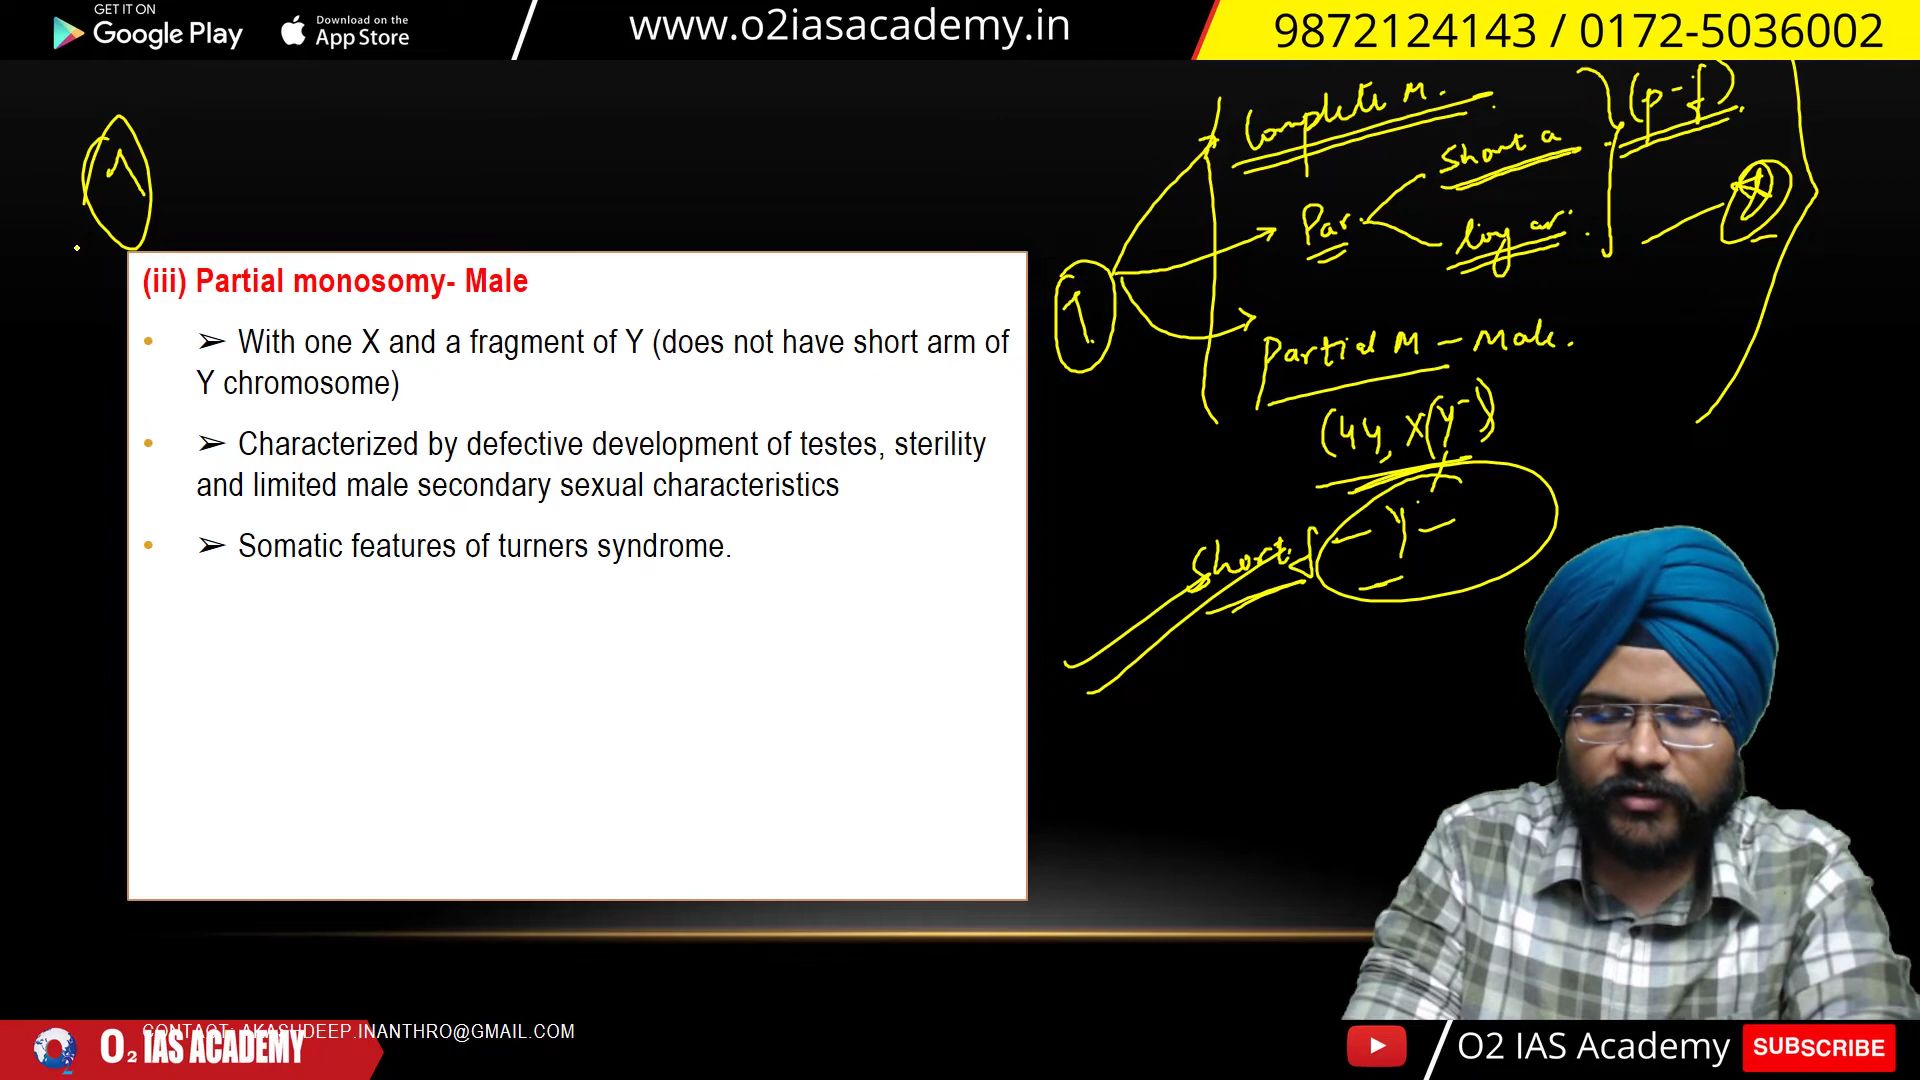 GET IT ON
Google Play
Download on the
App Store
www.o2iasacademy.in
9872124143 / 0172-5036002
Complete M.
Short a
(p-f)
Par.
Partial M - Male.
(44, X(Y-)
Short
Y
(iii) Partial monosomy- Male
• ➢ With one X and a fragment of Y (does not have short arm of
Y chromosome)
• ➢ Characterized by defective development of testes, sterility
and limited male secondary sexual characteristics
• ➢ Somatic features of turners syndrome.
CONTACT: AKASHDEEP.INANTHRO@GMAIL.COM
O2 IAS ACADEMY
O2 IAS Academy
SUBSCRIBE